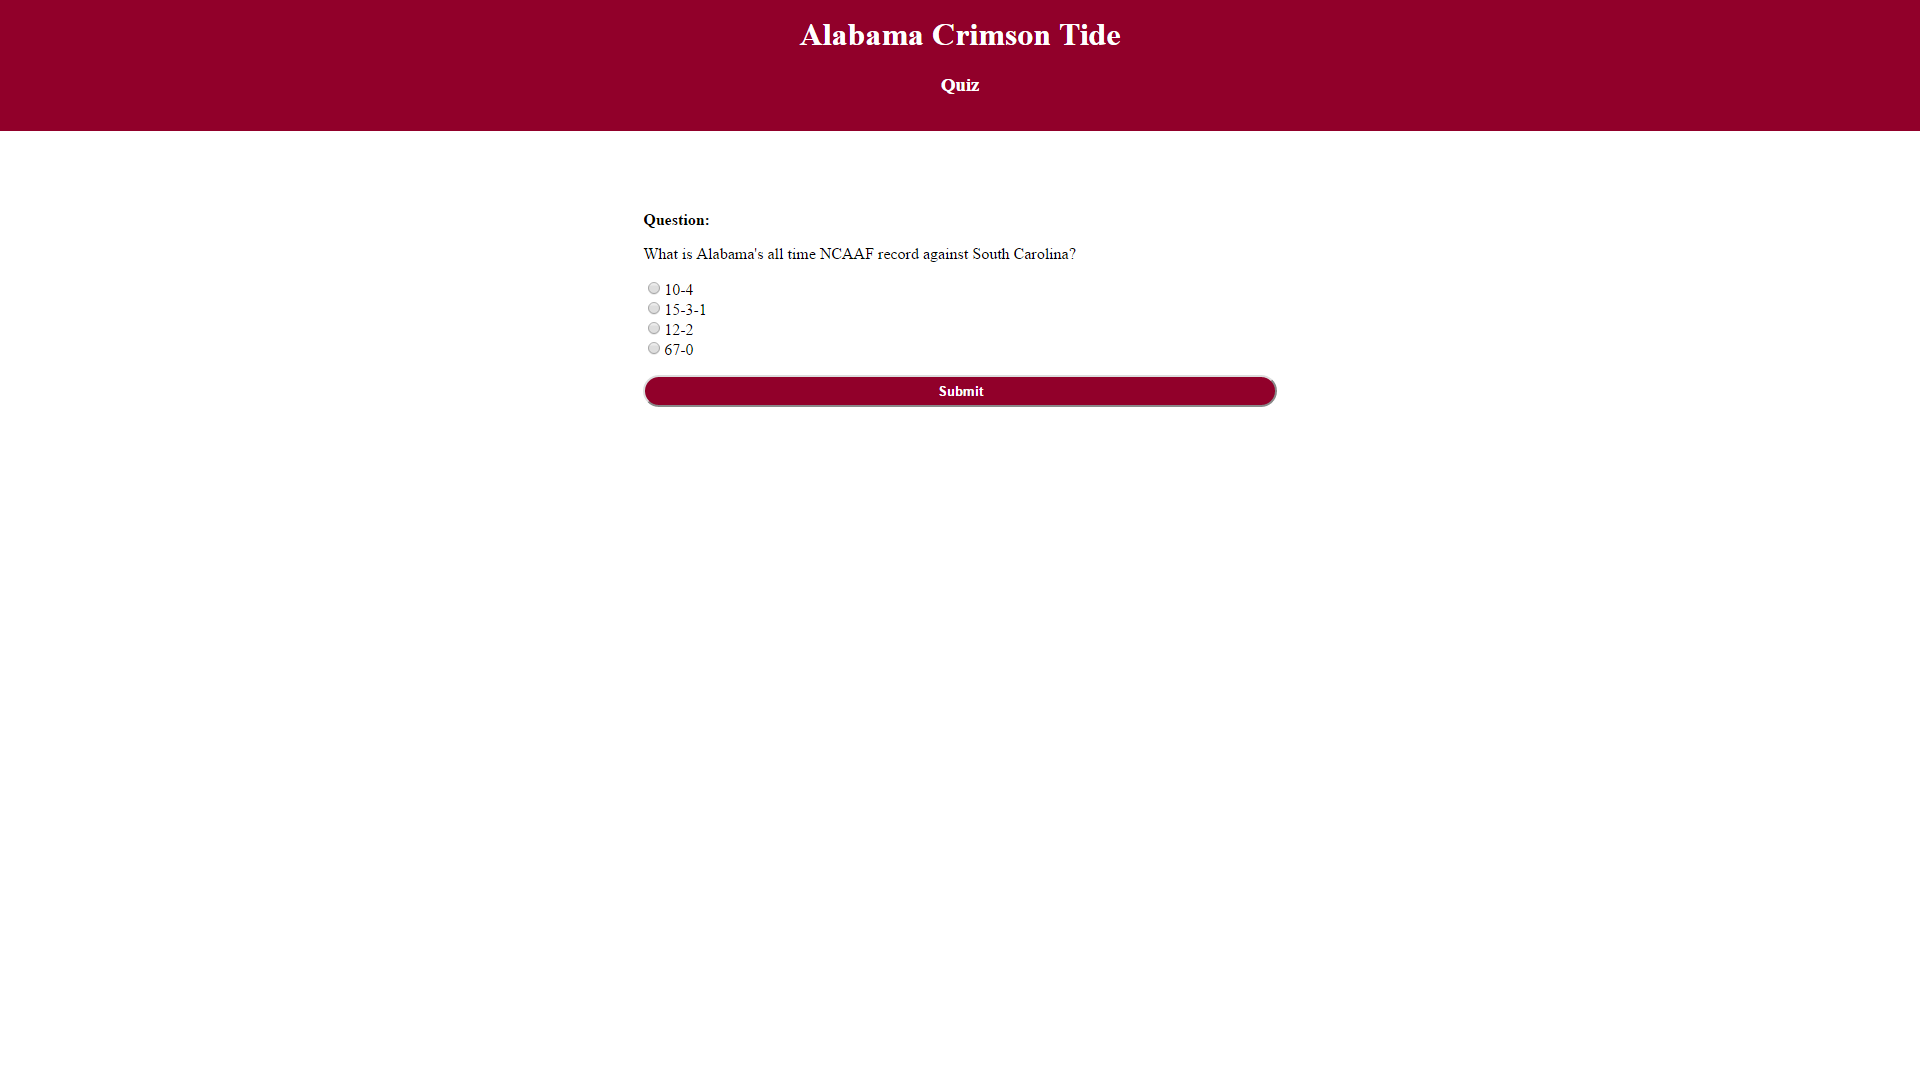 Alabama Crimson Tide
Quiz
Question:
What is Alabama's all time NCAAF record against South Carolina?
10-4
15-3-1
12-2
67-0
Submit